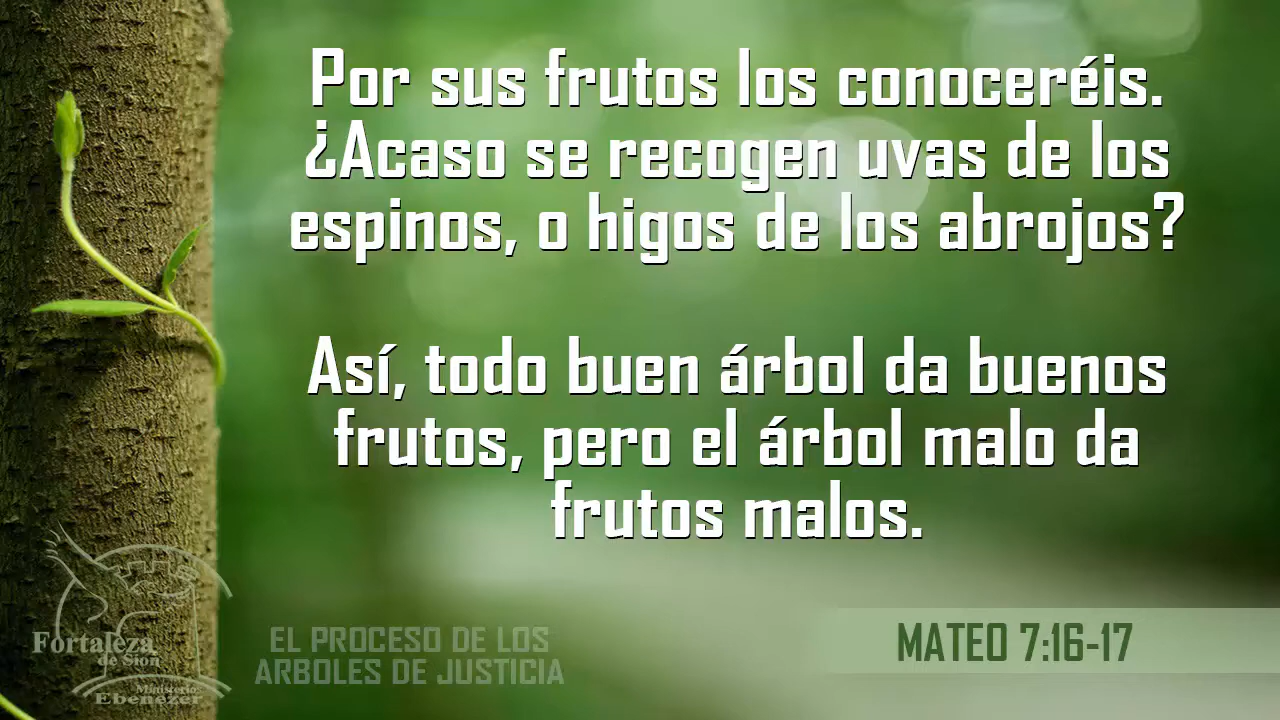 Por sus frutos los conoceréis.
¿Acaso se recogen uvas de los
espinos, o higos de los abrojos?
Así, todo buen árbol da buenos
frutos, pero el árbol malo da
frutos malos.
EL PROCESO DE LOS
ARBOLES DE JUSTICIA
MATEO 7:16-17
Fortaleza
de Sion
Ministerios
Ebenezer